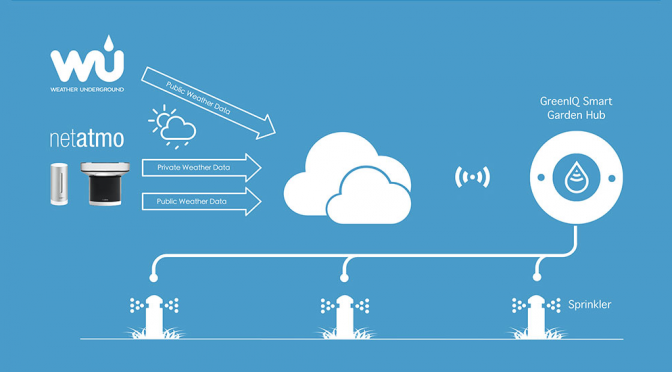 WU
WEATHER UNDERGROUND
Public Weather Data
netatmo
Private Weather Data
Public Weather Data
GreenIQ Smart
Garden Hub
Sprinkler